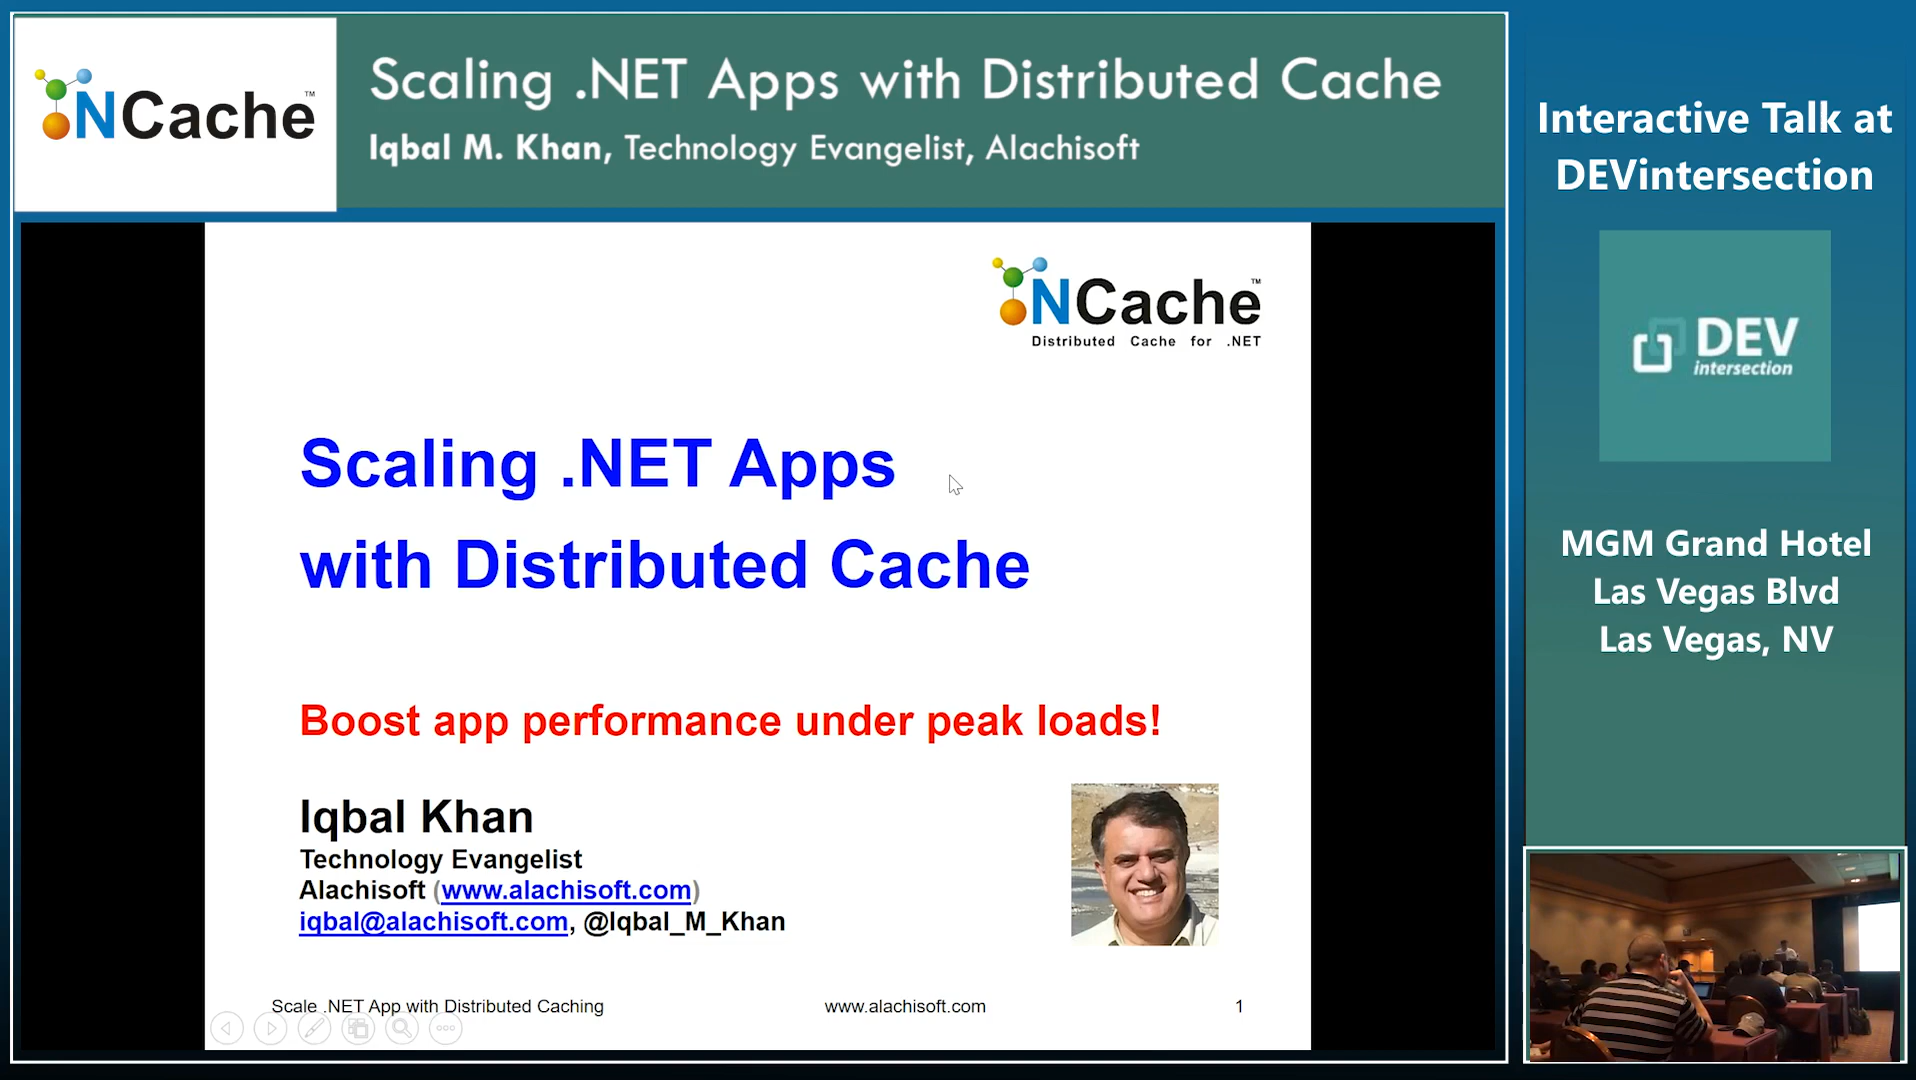 NCache™
Scaling .NET Apps with Distributed Cache
Iqbal M. Khan, Technology Evangelist, Alachisoft
NCache™
Distributed Cache for .NET
Scaling .NET Apps
with Distributed Cache
Boost app performance under peak loads!
Iqbal Khan
Technology Evangelist
Alachisoft (www.alachisoft.com)
iqbal@alachisoft.com, @Iqbal_M_Khan
Scale .NET App with Distributed Caching
www.alachisoft.com
1
Interactive Talk at
DEVintersection
DEV
intersection
MGM Grand Hotel
Las Vegas Blvd
Las Vegas, NV